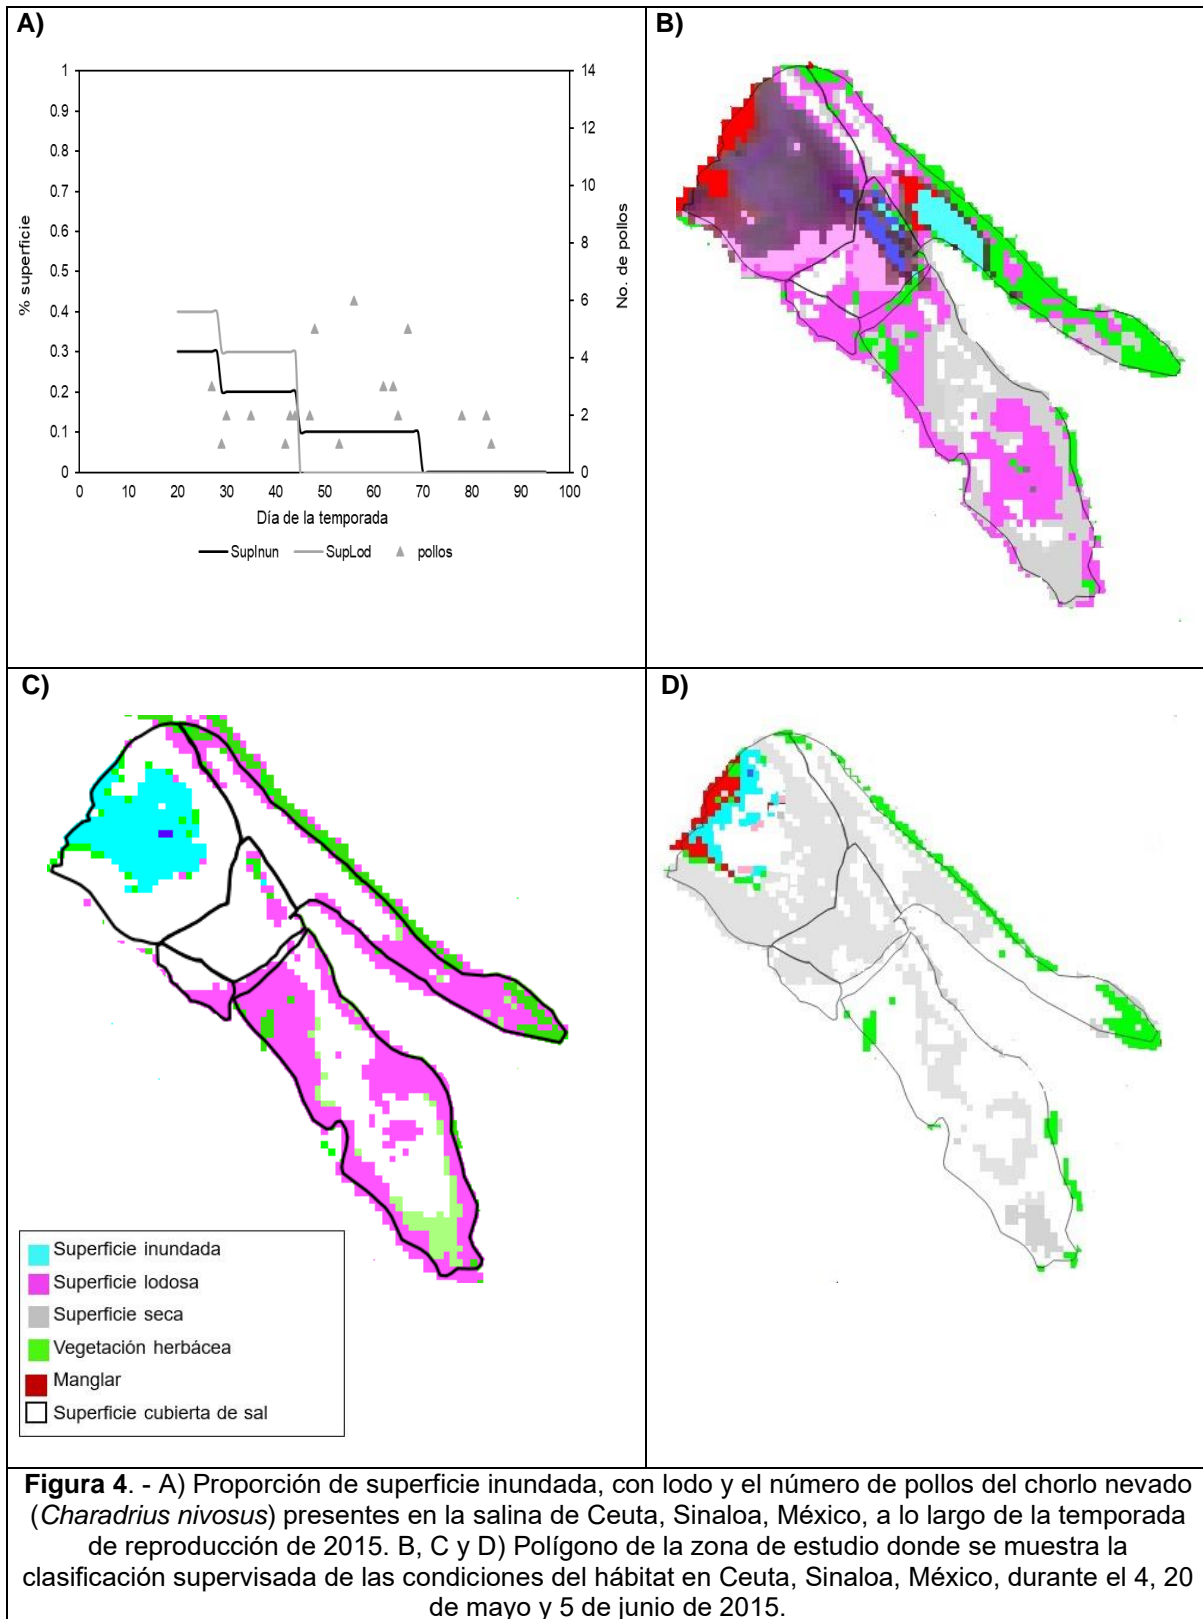 A)
1
0.9
0.8
0.7
0.6
0.5
0.4
0.3
0.2
0.1
0
% superficie
14
12
10
8
6
4
2
0
No. de pollos
0 10 20 30 40 50 60 70 80 90 100
Día de la temporada
SupInun SupLod pollos
B)
C)
Superficie inundada
Superficie lodosa
Superficie seca
Vegetación herbácea
Manglar
Superficie cubierta de sal
D)
Figura 4. - A) Proporción de superficie inundada, con lodo y el número de pollos del chorlo nevado
(Charadrius nivosus) presentes en la salina de Ceuta, Sinaloa, México, a lo largo de la temporada
de reproducción de 2015. B, C y D) Polígono de la zona de estudio donde se muestra la
clasificación supervisada de las condiciones del hábitat en Ceuta, Sinaloa, México, durante el 4, 20
de mayo y 5 de junio de 2015.